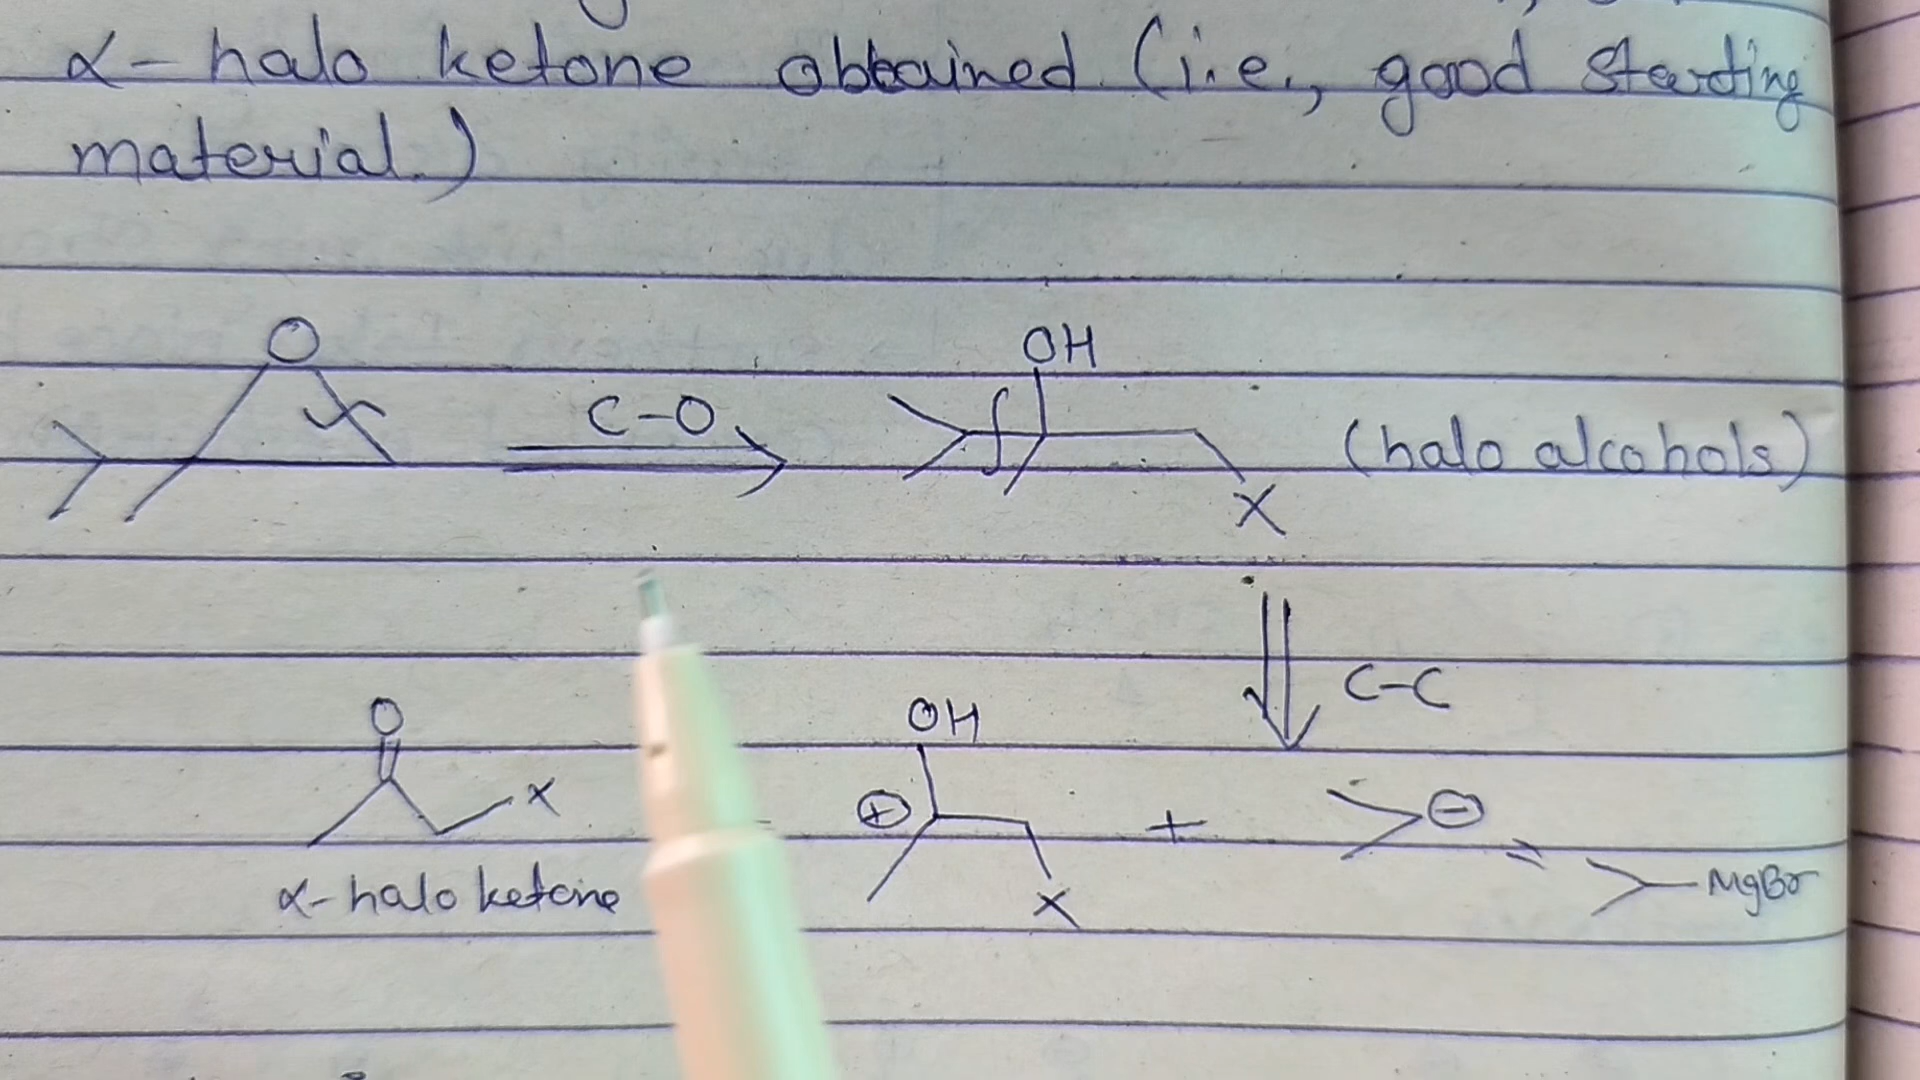 α- halo ketone obtained (i.e., good starting
material.)
O
C-O
OH
X
(halo alcohols)
C-C
O
X
α- halo ketone
OH
⊕
X
+
⊖
=
MgBr